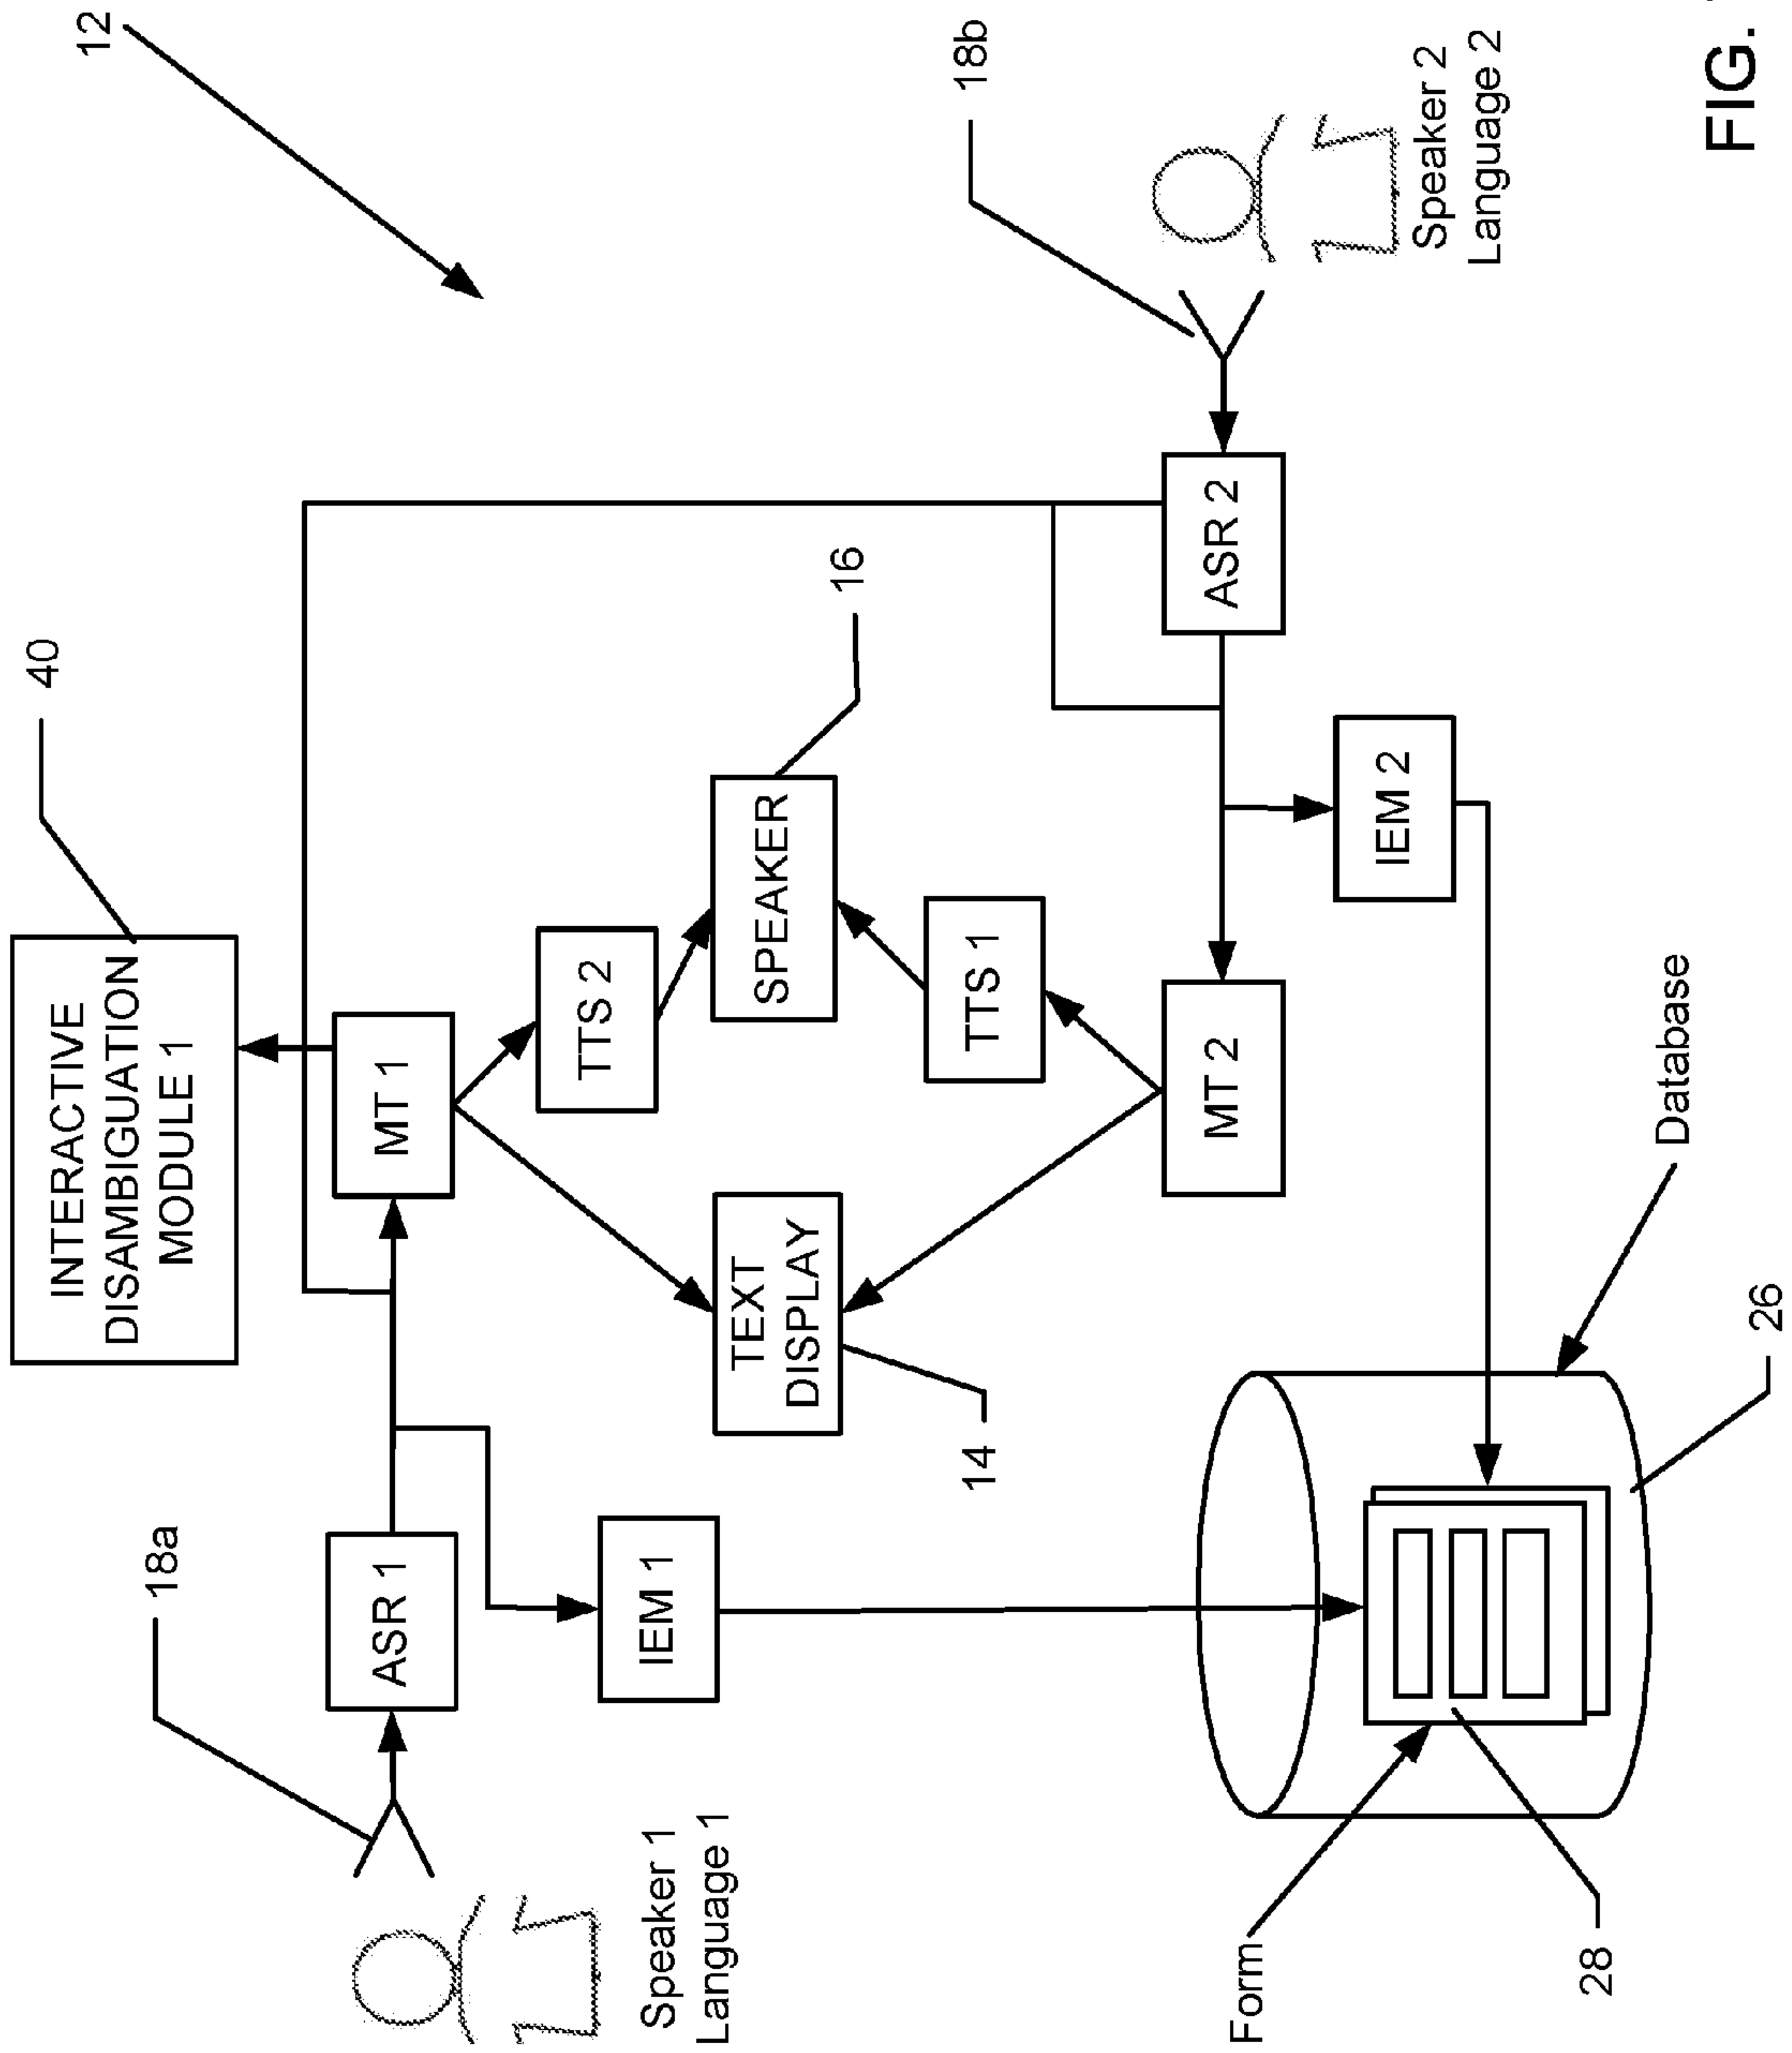 12
40
INTERACTIVE
DISAMBIGUATION
MODULE 1
18a
ASR 1
MT 1
Speaker 1
Language 1
IEM 1
TTS 2
16
TEXT
DISPLAY
SPEAKER
14
TTS 1
18b
MT 2
ASR 2
Speaker 2
Language 2
IEM 2
Form
28
Database
26
FIG.